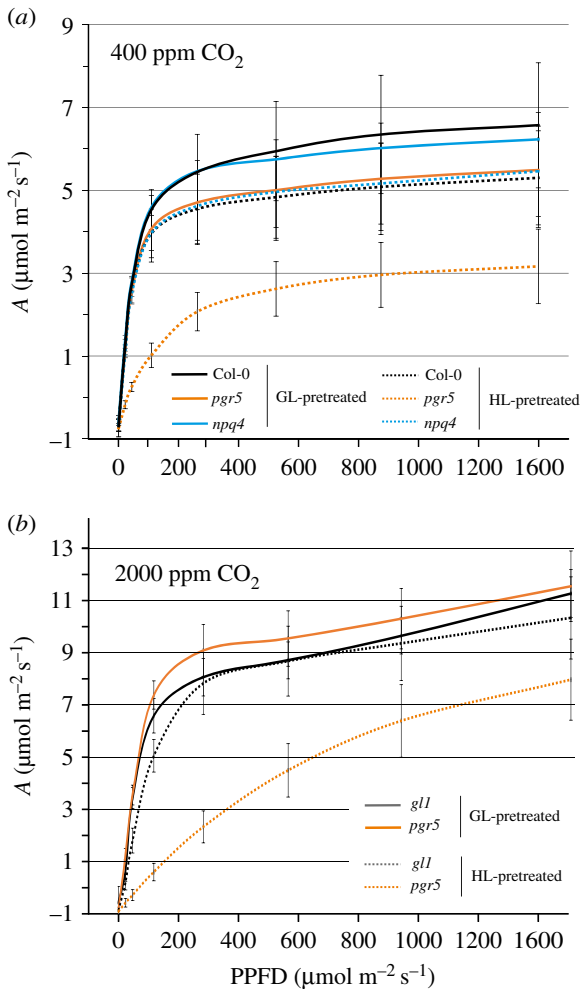 (a)
9
400 ppm CO₂
7
5
A (µmol m⁻² s⁻¹)
3
1
Col-0 Col-0
pgr5 GL-pretreated pgr5 HL-pretreated
npq4 npq4
–1
0 200 400 600 800 1000 1200 1400 1600
(b)
13
2000 ppm CO₂
11
9
7
A (µmol m⁻² s⁻¹)
5
3
gl1
pgr5 GL-pretreated
1
gl1
pgr5 HL-pretreated
–1
0 200 400 600 800 1000 1200 1400 1600
PPFD (µmol m⁻² s⁻¹)